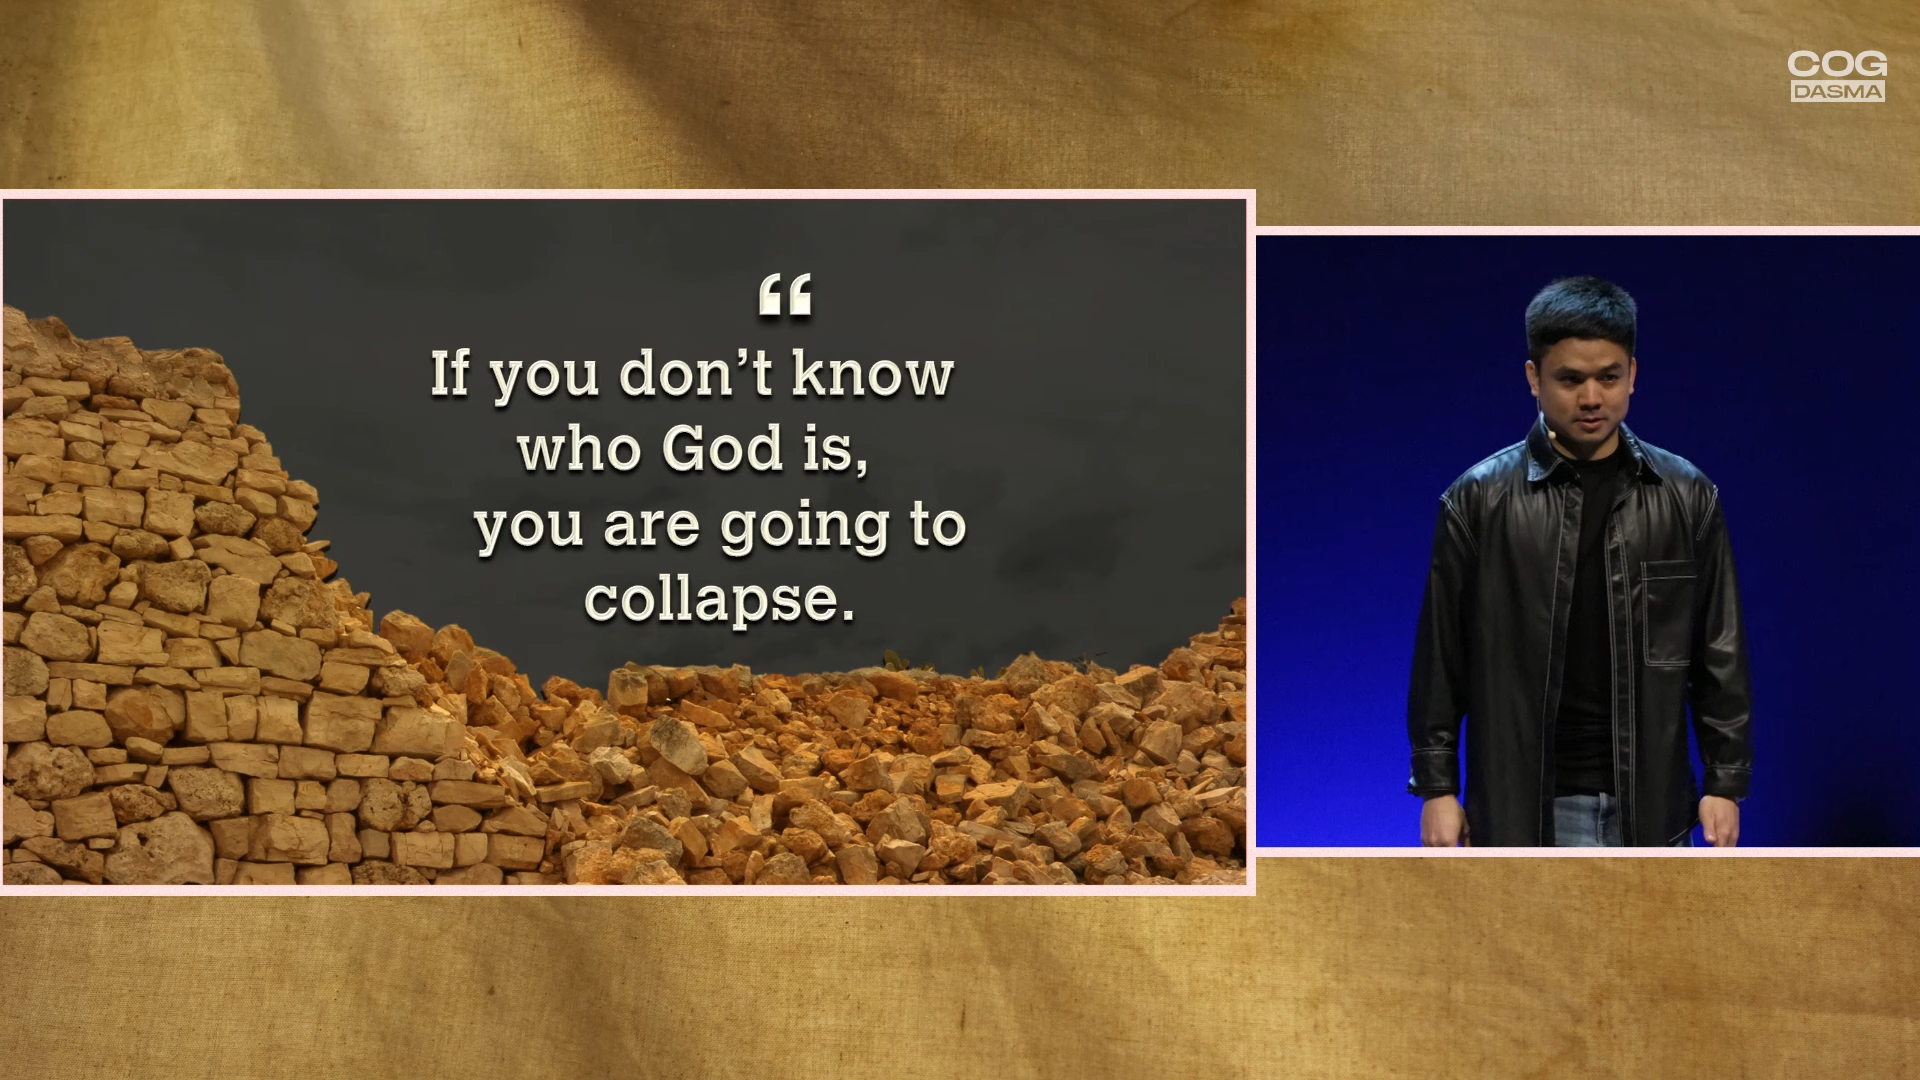 COG
DASMA
“
If you don’t know
who God is,
you are going to
collapse.